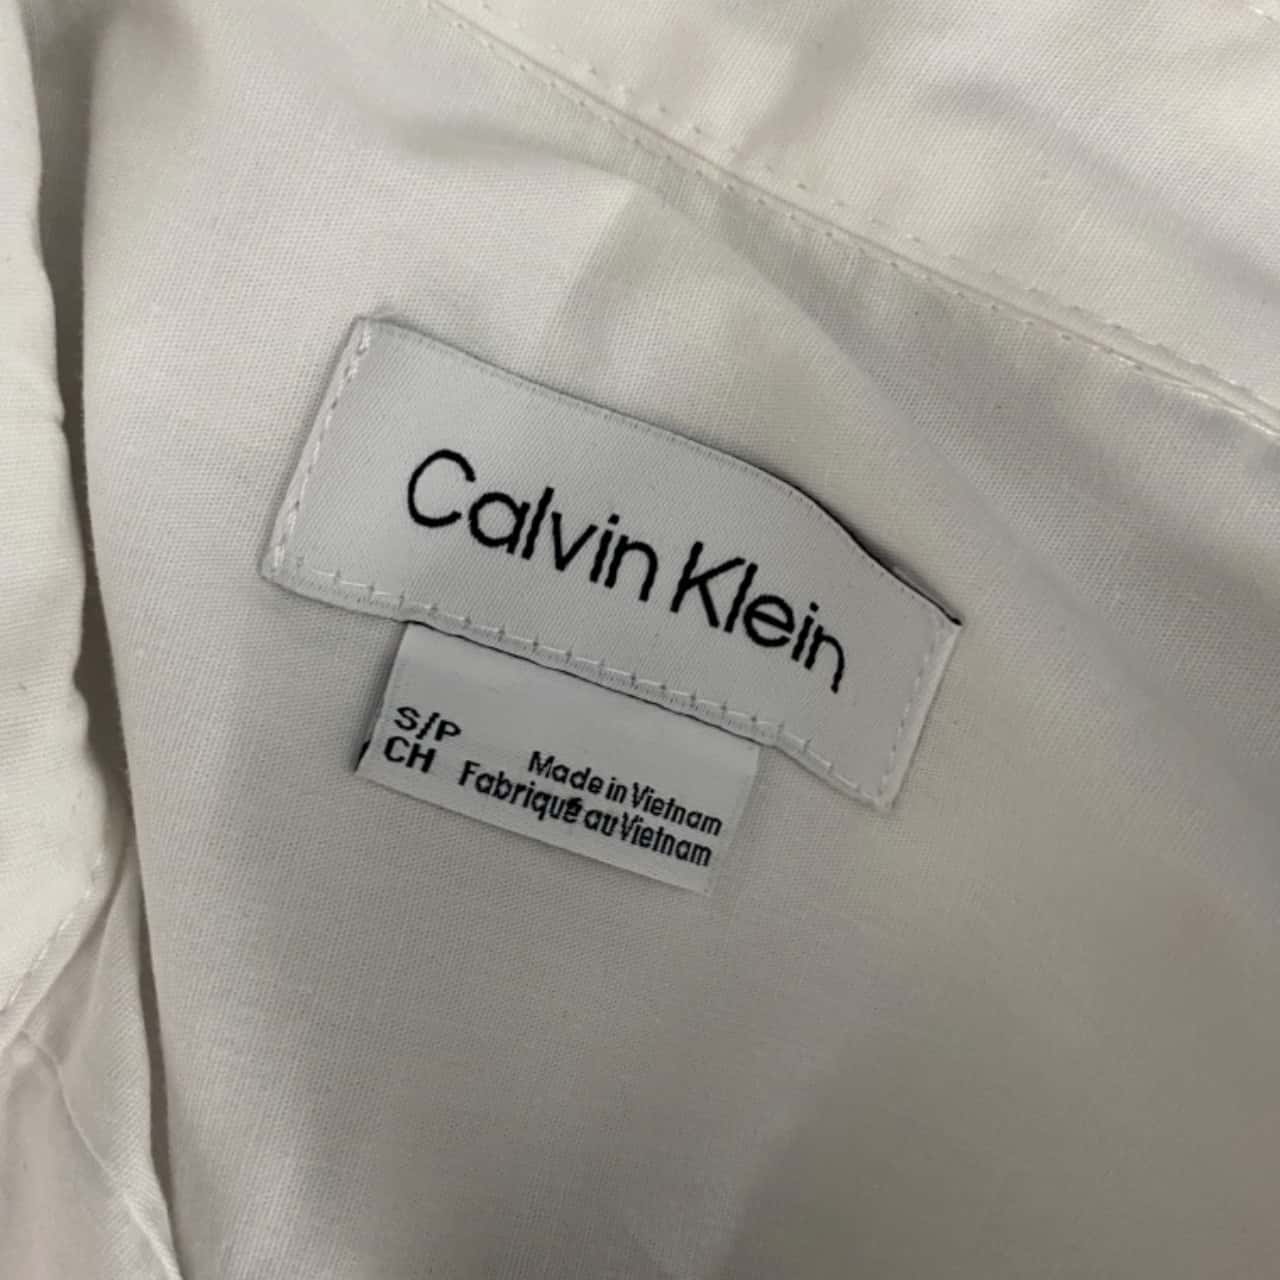 Calvin Klein
S/P
CH
Made in Vietnam
Fabriqué au Vietnam